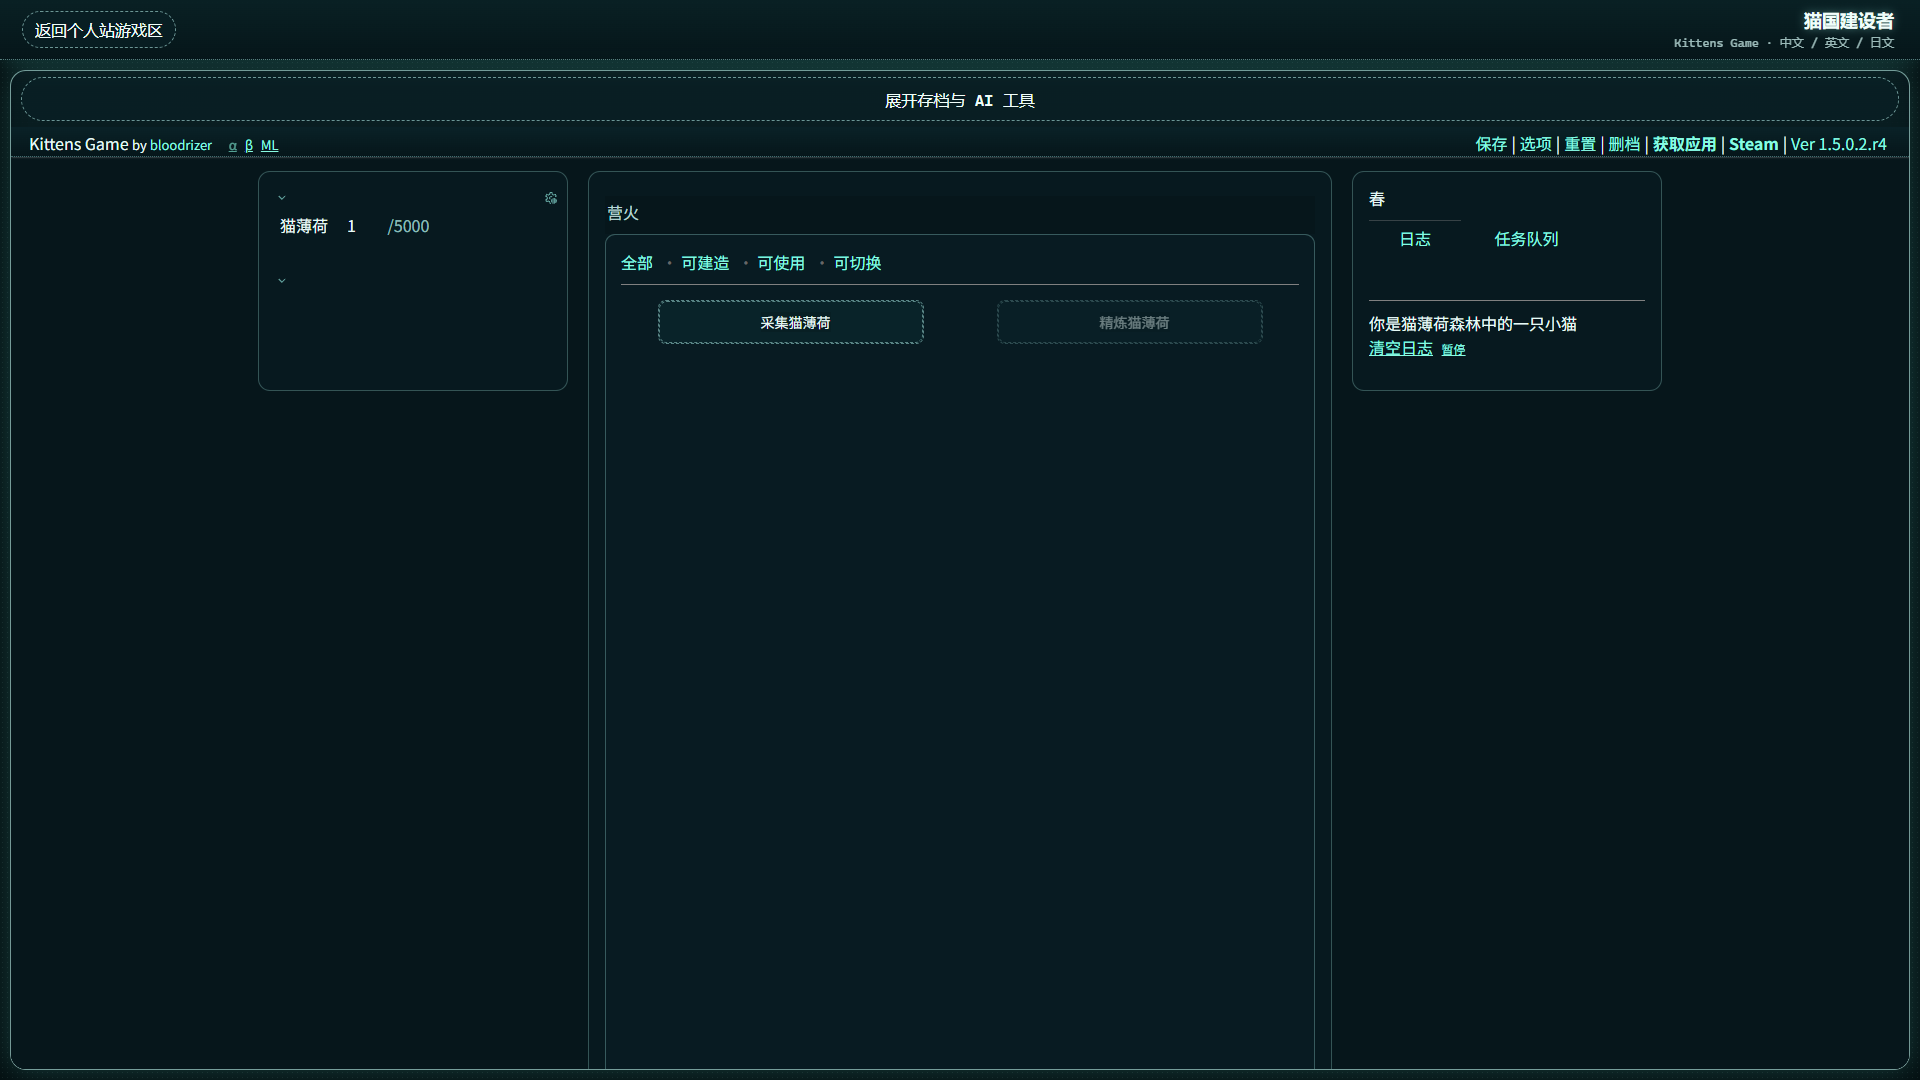 返回个人站游戏区
猫国建设者
Kittens Game · 中文 / 英文 / 日文
展开存档与 AI 工具
Kittens Game by bloodrizer α β ML
保存 | 选项 | 重置 | 删档 | 获取应用 | Steam | Ver 1.5.0.2.r4
猫薄荷 1 /5000
营火
全部 • 可建造 • 可使用 • 可切换
采集猫薄荷 精炼猫薄荷
春
日志 任务队列
你是猫薄荷森林中的一只小猫
清空日志 暂停